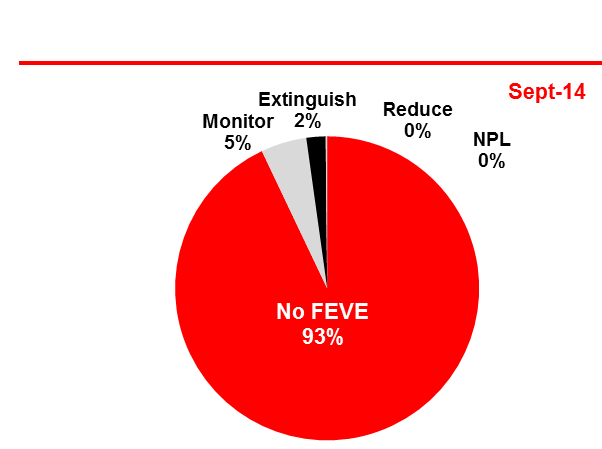 Sept-14
Extinguish
2%
Reduce
0%
Monitor
5%
NPL
0%
No FEVE
93%